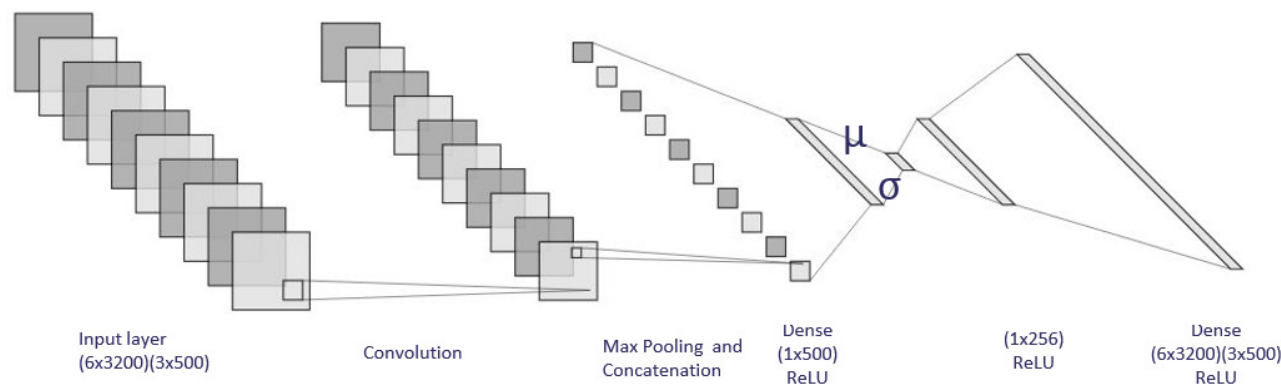 μ
σ
Input layer
(6x3200)(3x500)
Convolution
Max Pooling and
Concatenation
Dense
(1x500)
ReLU
(1x256)
ReLU
Dense
(6x3200)(3x500)
ReLU